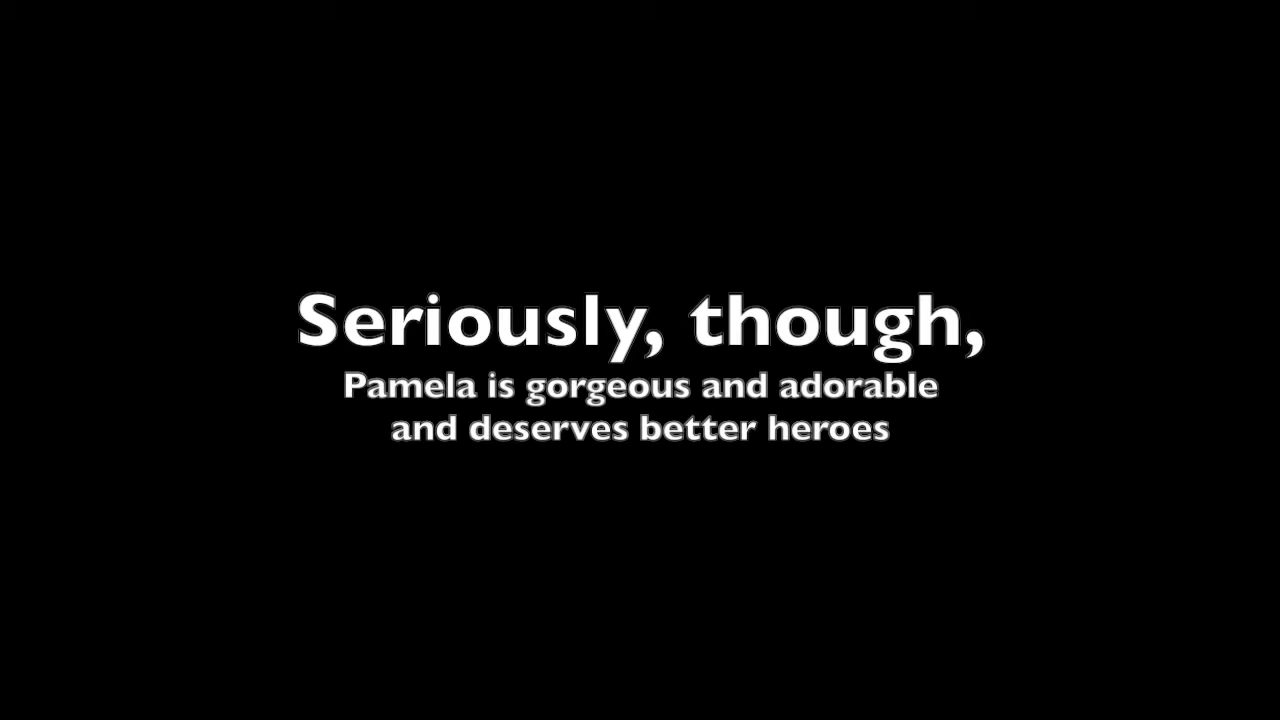 Seriously, though,
Pamela is gorgeous and adorable
and deserves better heroes